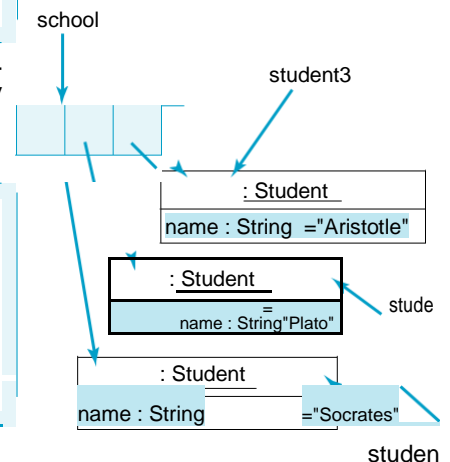 school
student3
: Student
name : String ="Aristotle"
: Student
=
name : String"Plato"
stude
: Student
name : String ="Socrates"
studen